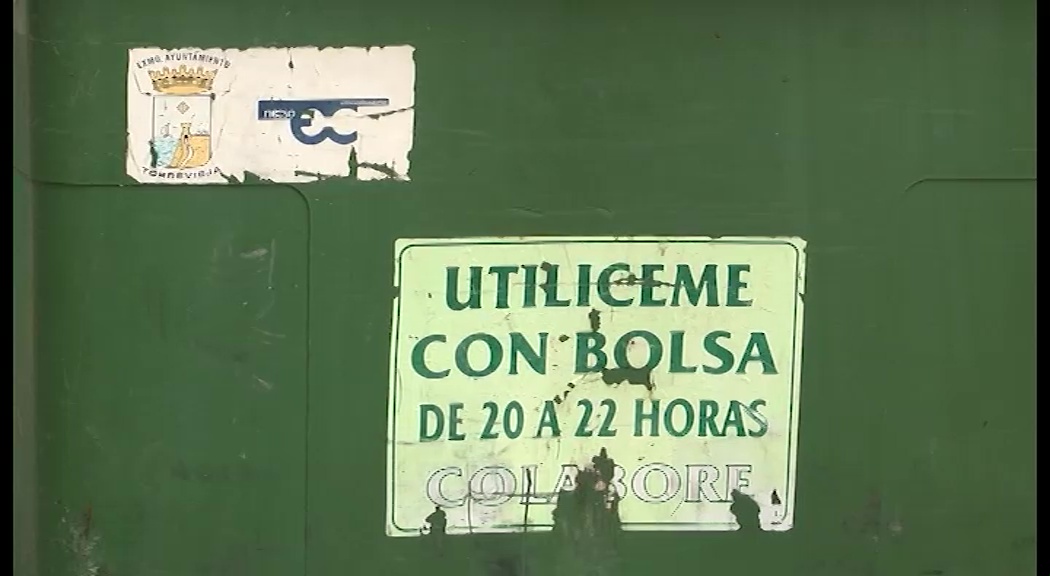 EXMO. AYUNTAMIENTO
TORREVIEJA
UTILICEME
CON BOLSA
DE 20 A 22 HORAS
COLABORE